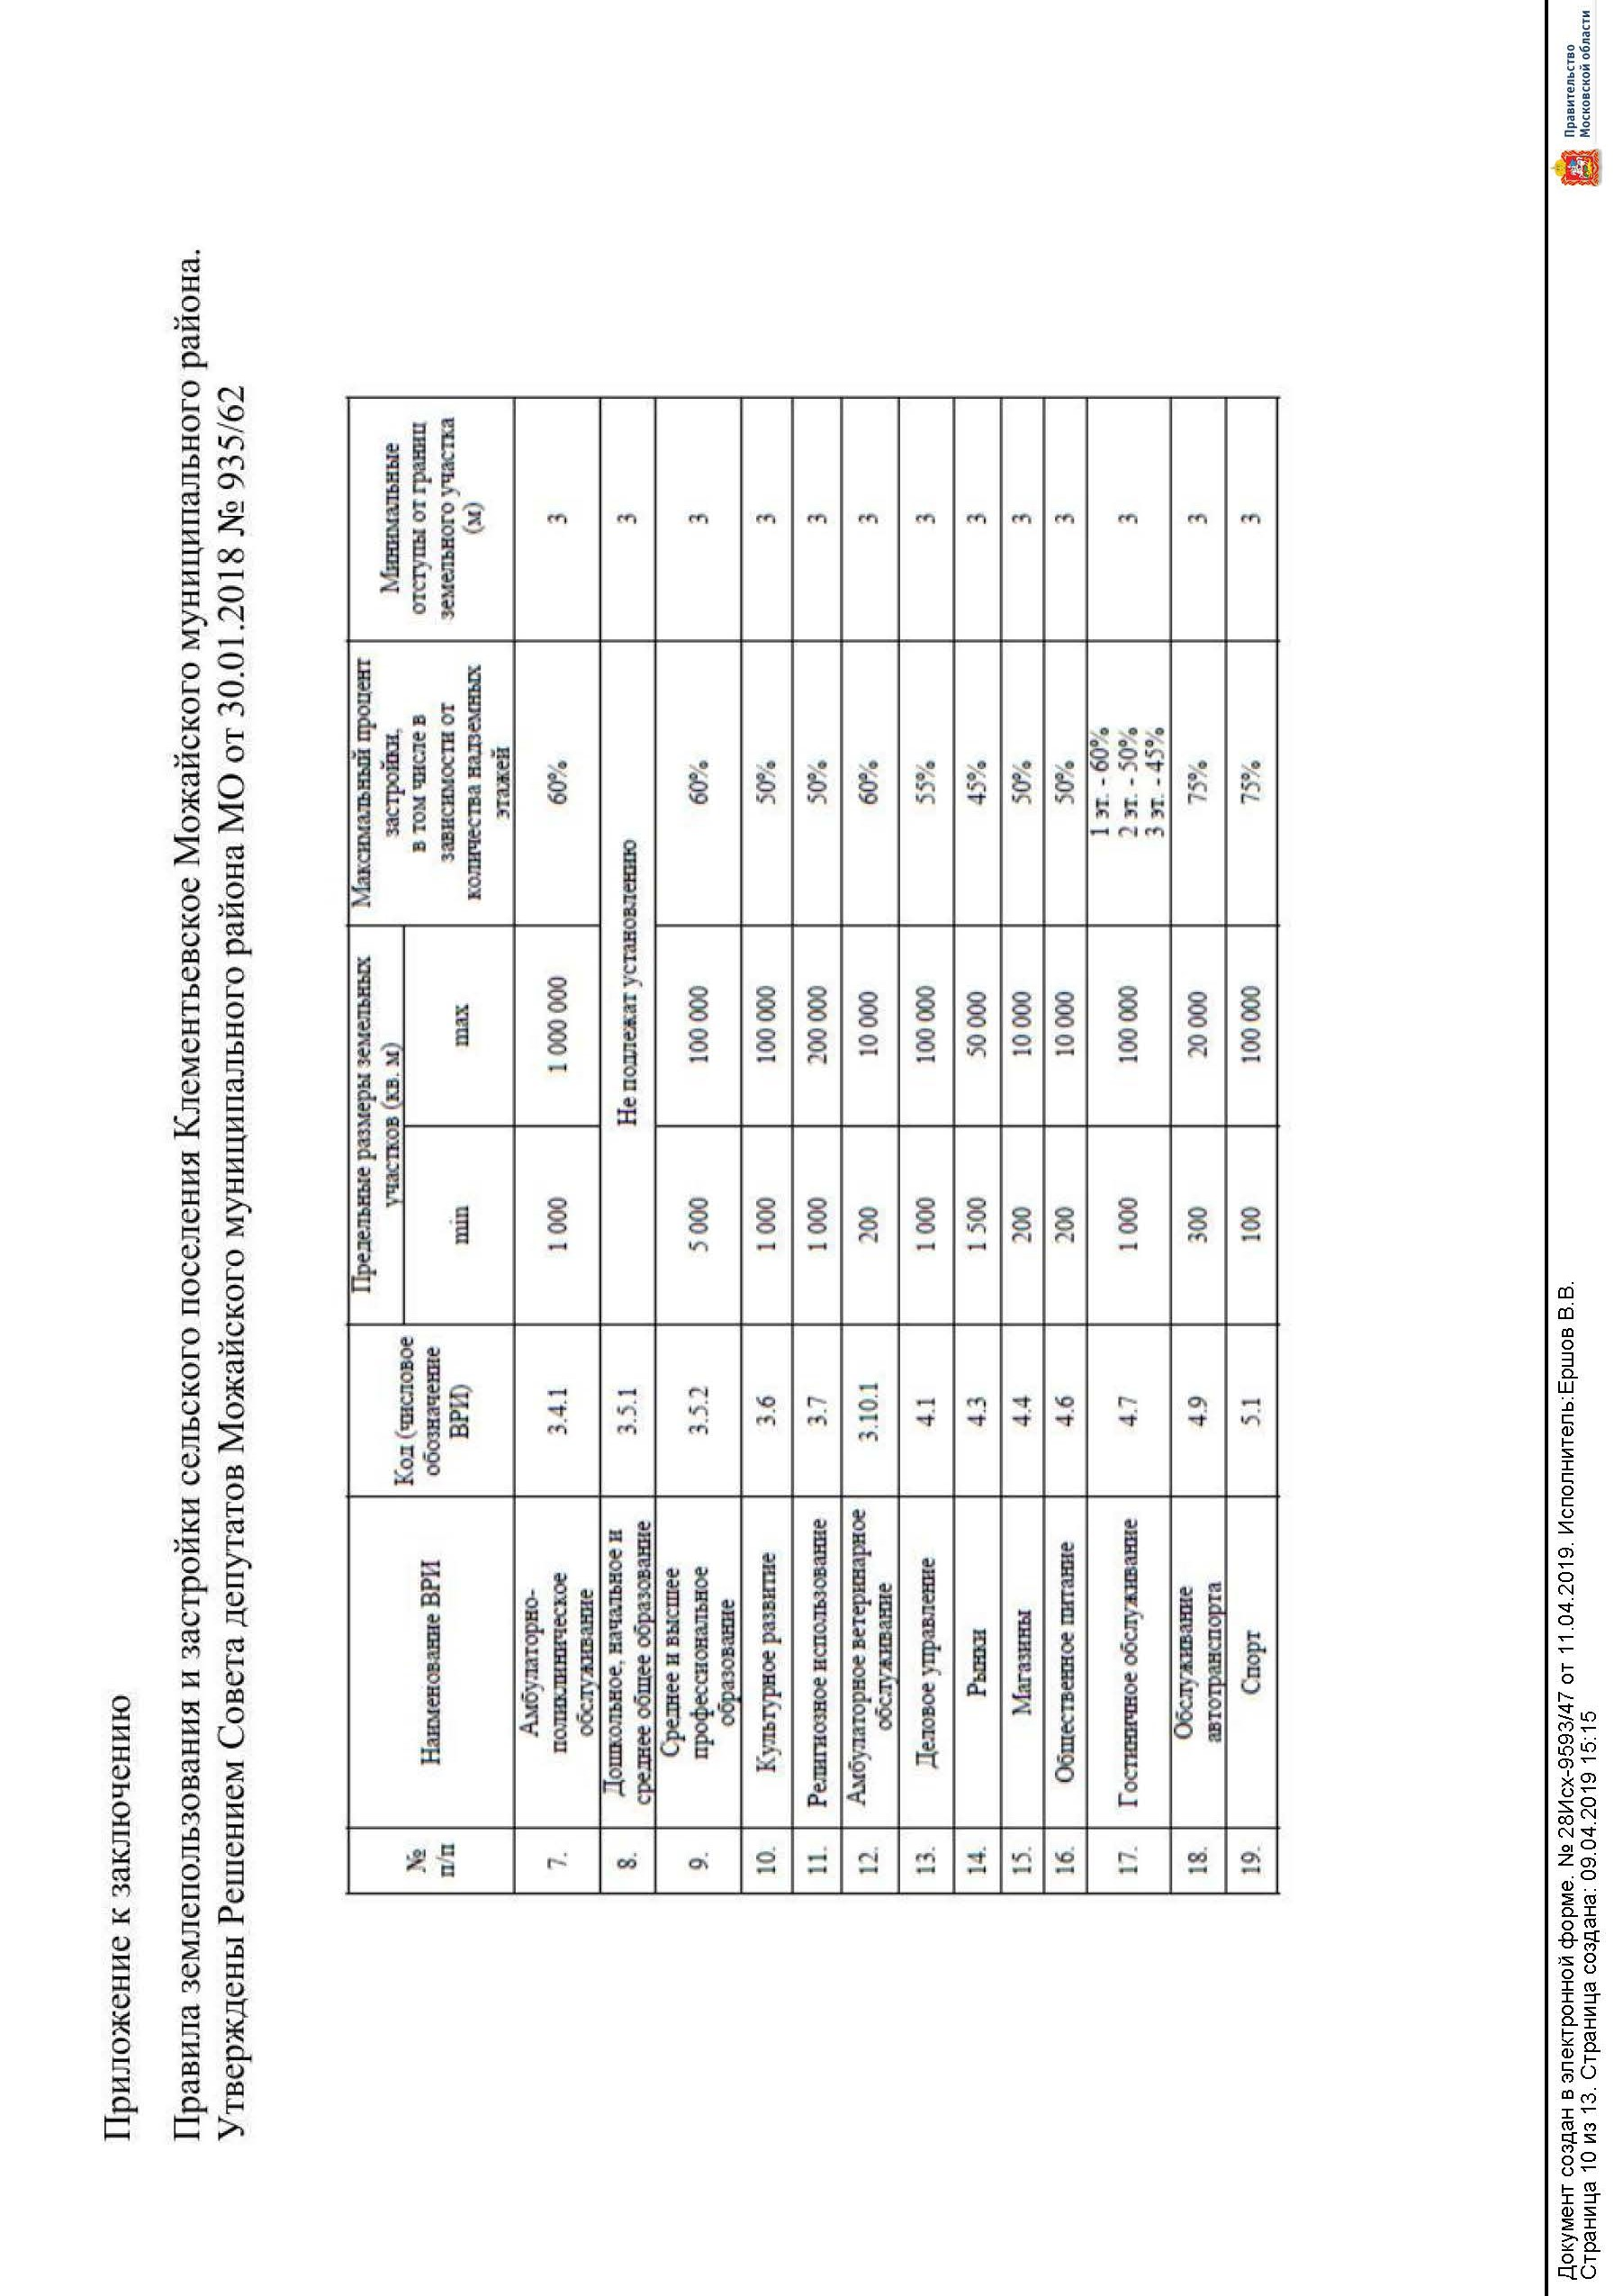 Приложение к заключению
Правила землепользования и застройки сельского поселения Клементьевское Можайского муниципального района.
Утверждены Решением Совета депутатов Можайского муниципального района МО от 30.01.2018 № 935/62
№ п/п Наименование ВРИ Код (числовое обозначение ВРИ) Предельные размеры земельных участков (кв. м) min max Максимальный процент застройки, в том числе в зависимости от количества надземных этажей Минимальные отступы от границ земельного участка (м)
7. Амбулаторно-поликлиническое обслуживание 3.4.1 1 000 1 000 000 60% 3
8. Дошкольное, начальное и среднее общее образование 3.5.1 Не подлежат установлению 3
9. Среднее и высшее профессиональное образование 3.5.2 5 000 100 000 60% 3
10. Культурное развитие 3.6 1 000 100 000 50% 3
11. Религиозное использование 3.7 1 000 200 000 50% 3
12. Амбулаторное ветеринарное обслуживание 3.10.1 200 10 000 60% 3
13. Деловое управление 4.1 1 000 100 000 55% 3
14. Рынки 4.3 1 500 50 000 45% 3
15. Магазины 4.4 200 10 000 50% 3
16. Общественное питание 4.6 200 10 000 50% 3
17. Гостиничное обслуживание 4.7 1 000 100 000 1 эт. - 60% 2 эт. - 50% 3 эт. - 45% 3
18. Обслуживание автотранспорта 4.9 300 20 000 75% 3
19. Спорт 5.1 100 100 000 75% 3
Документ создан в электронной форме. № 28Исх-9593/47 от 11.04.2019. Исполнитель:Ершов В.В.
Страница 10 из 13. Страница создана: 09.04.2019 15:15
Правительство
Московской области